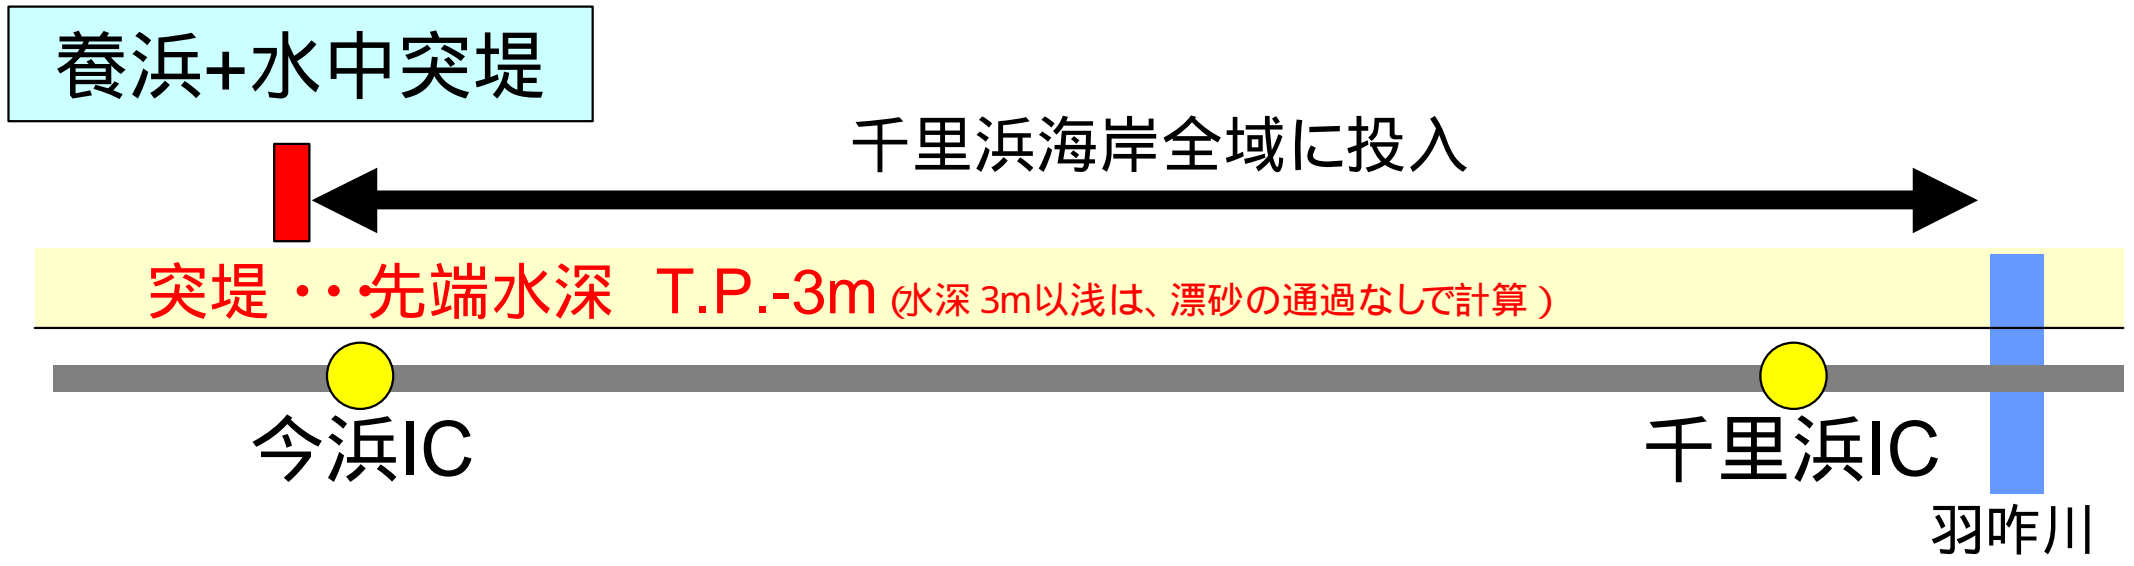 養浜+水中突堤
千里浜海岸全域に投入
突堤・・・先端水深　T.P.-3m(水深3m以浅は、漂砂の通過なしで計算)
今浜IC
千里浜IC
羽咋川